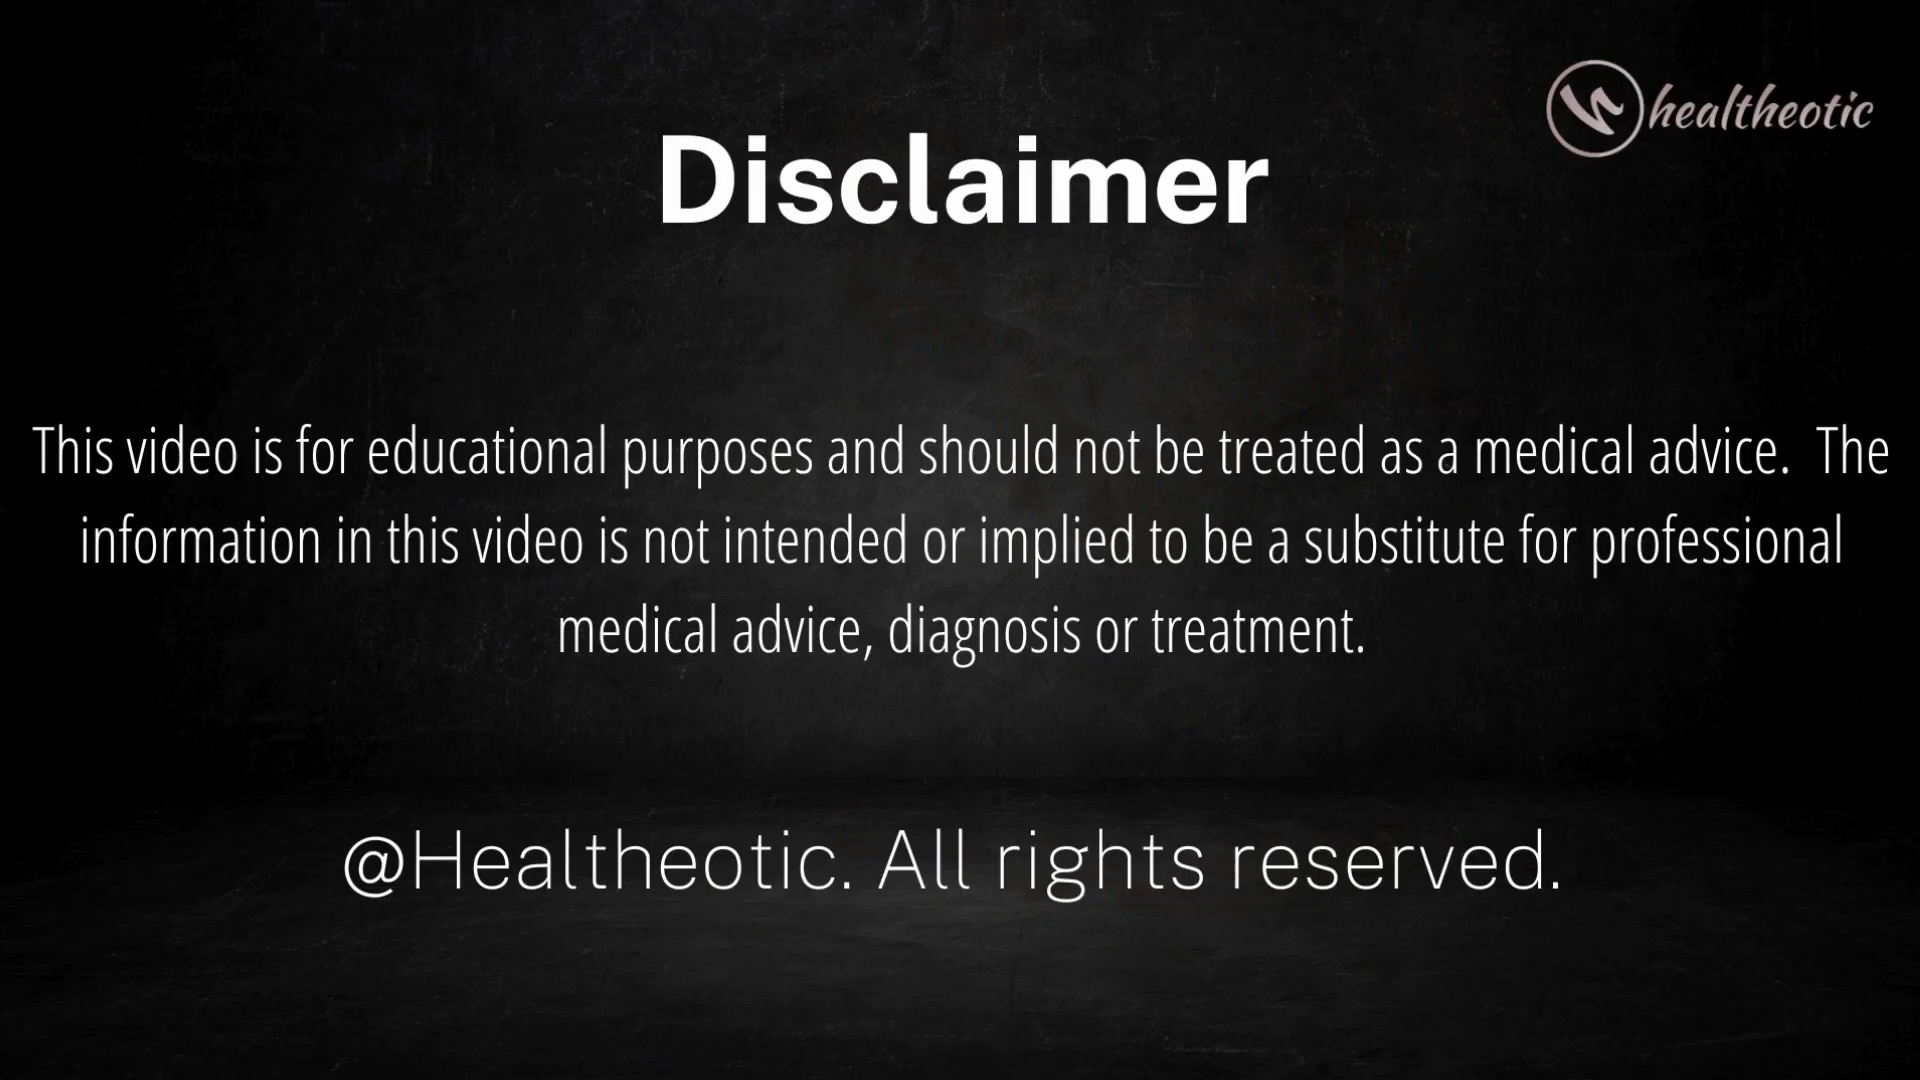 healtheotic
Disclaimer
This video is for educational purposes and should not be treated as a medical advice.  The
information in this video is not intended or implied to be a substitute for professional
medical advice, diagnosis or treatment.
@Healtheotic. All rights reserved.